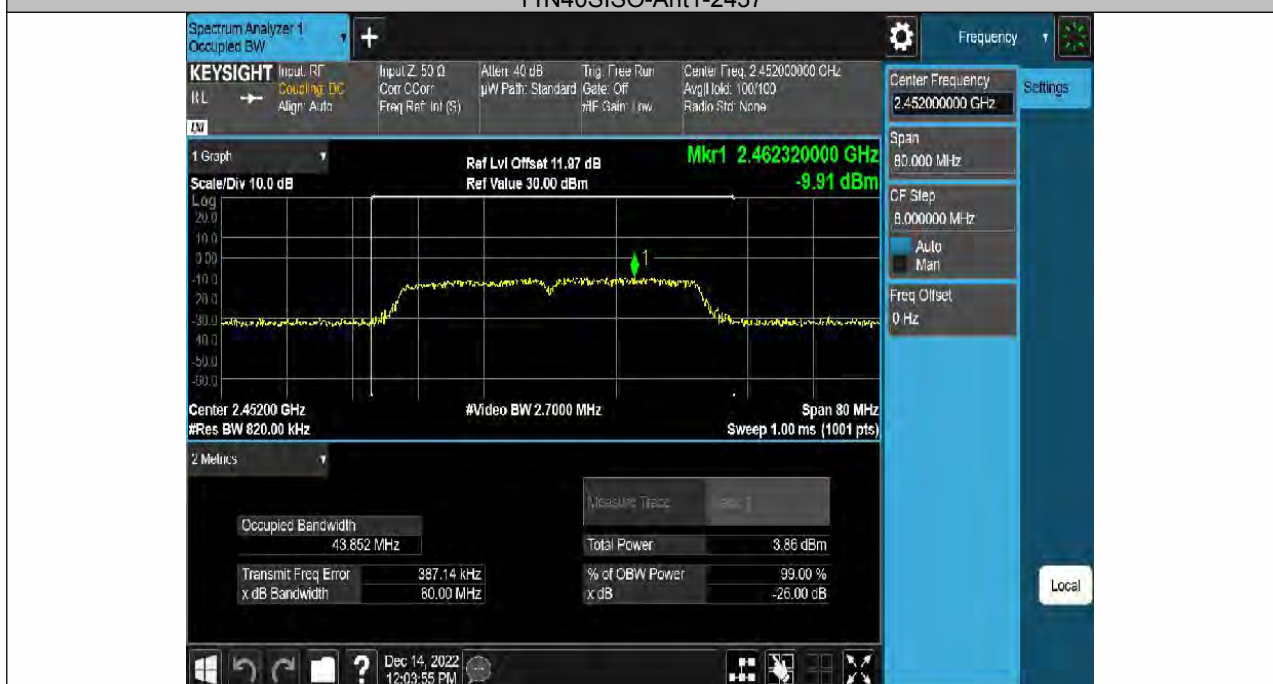 11N40SISO-Ant1-2437
Spectrum Analyzer 1
Occupied BW
Frequency
KEYSIGHT
Input: RF
Coupling: DC
Align: Auto
Input Z: 50 Ω
Corr CCorr
Freq Ref: Int (S)
Atten: 40 dB
µW Path: Standard
Trig: Free Run
Gate: Off
#IF Gain: Low
Center Freq: 2.452000000 GHz
Avg|Hold: 100/100
Radio Std: None
RL
LXI
Center Frequency
2.452000000 GHz
Settings
Span
80.000 MHz
CF Step
8.000000 MHz
Auto
Man
Freq Offset
0 Hz
1 Graph
Scale/Div 10.0 dB
Ref Lvl Offset 11.97 dB
Ref Value 30.00 dBm
Mkr1 2.462320000 GHz
-9.91 dBm
Log
20.0
10.0
0.00
-10.0
-20.0
-30.0
-40.0
-50.0
-60.0
1
Center 2.45200 GHz
#Res BW 820.00 kHz
#Video BW 2.7000 MHz
Span 80 MHz
Sweep 1.00 ms (1001 pts)
2 Metrics
Measure Trace
Occupied Bandwidth
43.852 MHz
Total Power 3.86 dBm
Transmit Freq Error 387.14 kHz
x dB Bandwidth 80.00 MHz
% of OBW Power 99.00 %
x dB -26.00 dB
Local
Dec 14, 2022
12:03:55 PM